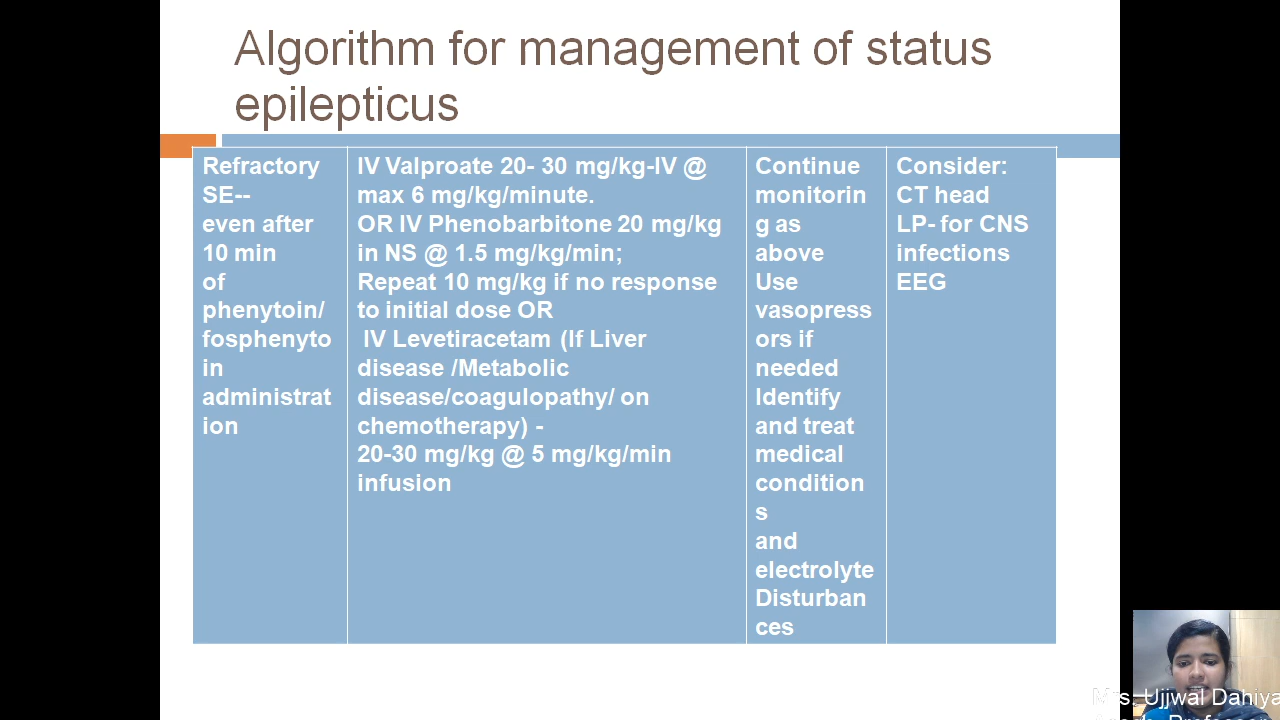 Algorithm for management of status
epilepticus
Refractory
SE--
even after
10 min
of
phenytoin/
fosphenyto
in
administrat
ion
IV Valproate 20- 30 mg/kg-IV @
max 6 mg/kg/minute.
OR IV Phenobarbitone 20 mg/kg
in NS @ 1.5 mg/kg/min;
Repeat 10 mg/kg if no response
to initial dose OR
IV Levetiracetam (If Liver
disease /Metabolic
disease/coagulopathy/ on
chemotherapy) -
20-30 mg/kg @ 5 mg/kg/min
infusion
Continue
monitorin
g as
above
Use
vasopress
ors if
needed
Identify
and treat
medical
condition
s
and
electrolyte
Disturban
ces
Consider:
CT head
LP- for CNS
infections
EEG
Mrs. Ujjwal Dahiya